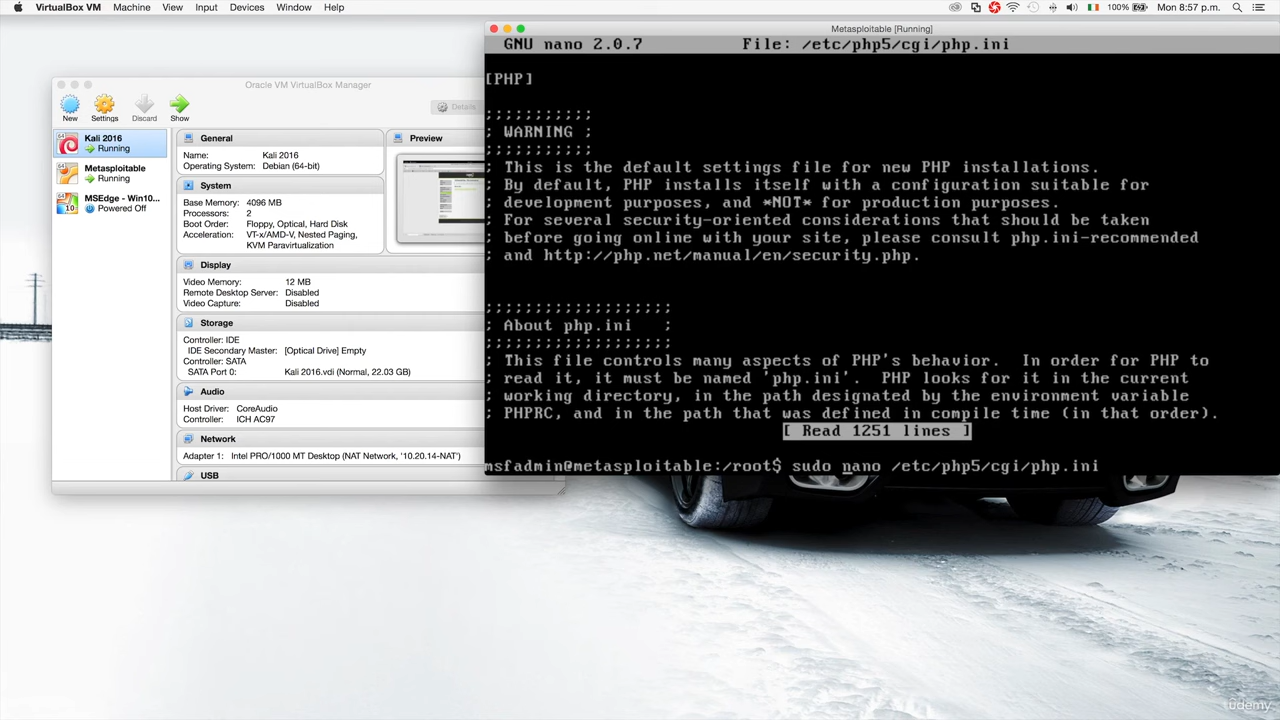 VirtualBox VM Machine View Input Devices Window Help
100% Mon 8:57 p.m.
Oracle VM VirtualBox Manager
New Settings Discard Show
Details
64 Kali 2016
Running
64 Metasploitable
Running
64 MSEdge - Win10...
10 Powered Off
General
Name: Kali 2016
Operating System: Debian (64-bit)
System
Base Memory: 4096 MB
Processors: 2
Boot Order: Floppy, Optical, Hard Disk
Acceleration: VT-x/AMD-V, Nested Paging,
KVM Paravirtualization
Display
Video Memory: 12 MB
Remote Desktop Server: Disabled
Video Capture: Disabled
Storage
Controller: IDE
IDE Secondary Master: [Optical Drive] Empty
Controller: SATA
SATA Port 0: Kali 2016.vdi (Normal, 22.03 GB)
Audio
Host Driver: CoreAudio
Controller: ICH AC97
Network
Adapter 1: Intel PRO/1000 MT Desktop (NAT Network, '10.20.14-NAT')
USB
Preview
Metasploitable [Running]
GNU nano 2.0.7 File: /etc/php5/cgi/php.ini
[PHP]
;;;;;;;;;;;
; WARNING ;
;;;;;;;;;;;
; This is the default settings file for new PHP installations.
; By default, PHP installs itself with a configuration suitable for
; development purposes, and *NOT* for production purposes.
; For several security-oriented considerations that should be taken
; before going online with your site, please consult php.ini-recommended
; and http://php.net/manual/en/security.php.
;;;;;;;;;;;;;;;;;;;
; About php.ini ;
;;;;;;;;;;;;;;;;;;;
; This file controls many aspects of PHP's behavior. In order for PHP to
; read it, it must be named 'php.ini'. PHP looks for it in the current
; working directory, in the path designated by the environment variable
; PHPRC, and in the path that was defined in compile time (in that order).
[ Read 1251 lines ]
msfadmin@metasploitable:/root$ sudo nano /etc/php5/cgi/php.ini
udemy